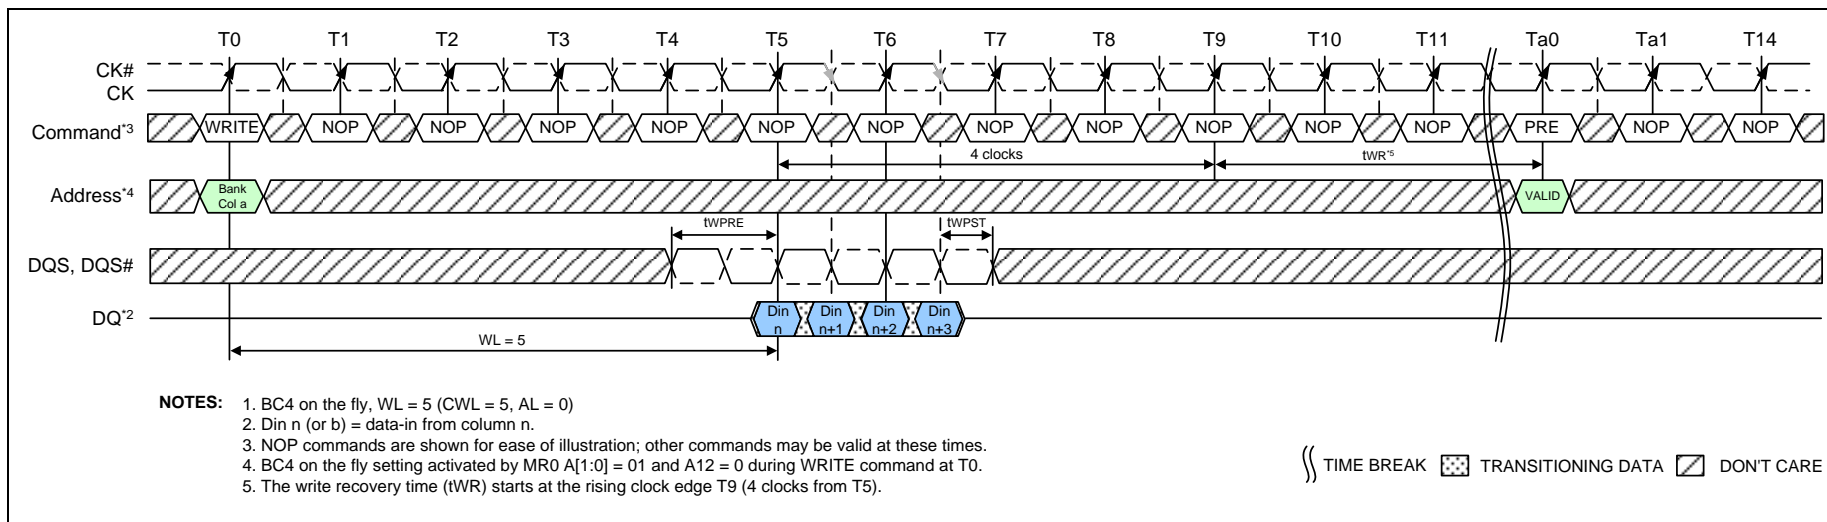 T0 T1 T2 T3 T4 T5 T6 T7 T8 T9 T10 T11 Ta0 Ta1 T14
CK#
CK
Command*3 WRITE NOP NOP NOP NOP NOP NOP NOP NOP NOP NOP NOP PRE NOP NOP
4 clocks tWR*5
Address*4 Bank Col a VALID
tWPRE tWPST
DQS, DQS#
DQ*2 Din n Din n+1 Din n+2 Din n+3
WL = 5
NOTES: 1. BC4 on the fly, WL = 5 (CWL = 5, AL = 0)
2. Din n (or b) = data-in from column n.
3. NOP commands are shown for ease of illustration; other commands may be valid at these times.
4. BC4 on the fly setting activated by MR0 A[1:0] = 01 and A12 = 0 during WRITE command at T0.
5. The write recovery time (tWR) starts at the rising clock edge T9 (4 clocks from T5).
TIME BREAK TRANSITIONING DATA DON'T CARE